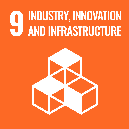 9 INDUSTRY, INNOVATION
AND INFRASTRUCTURE